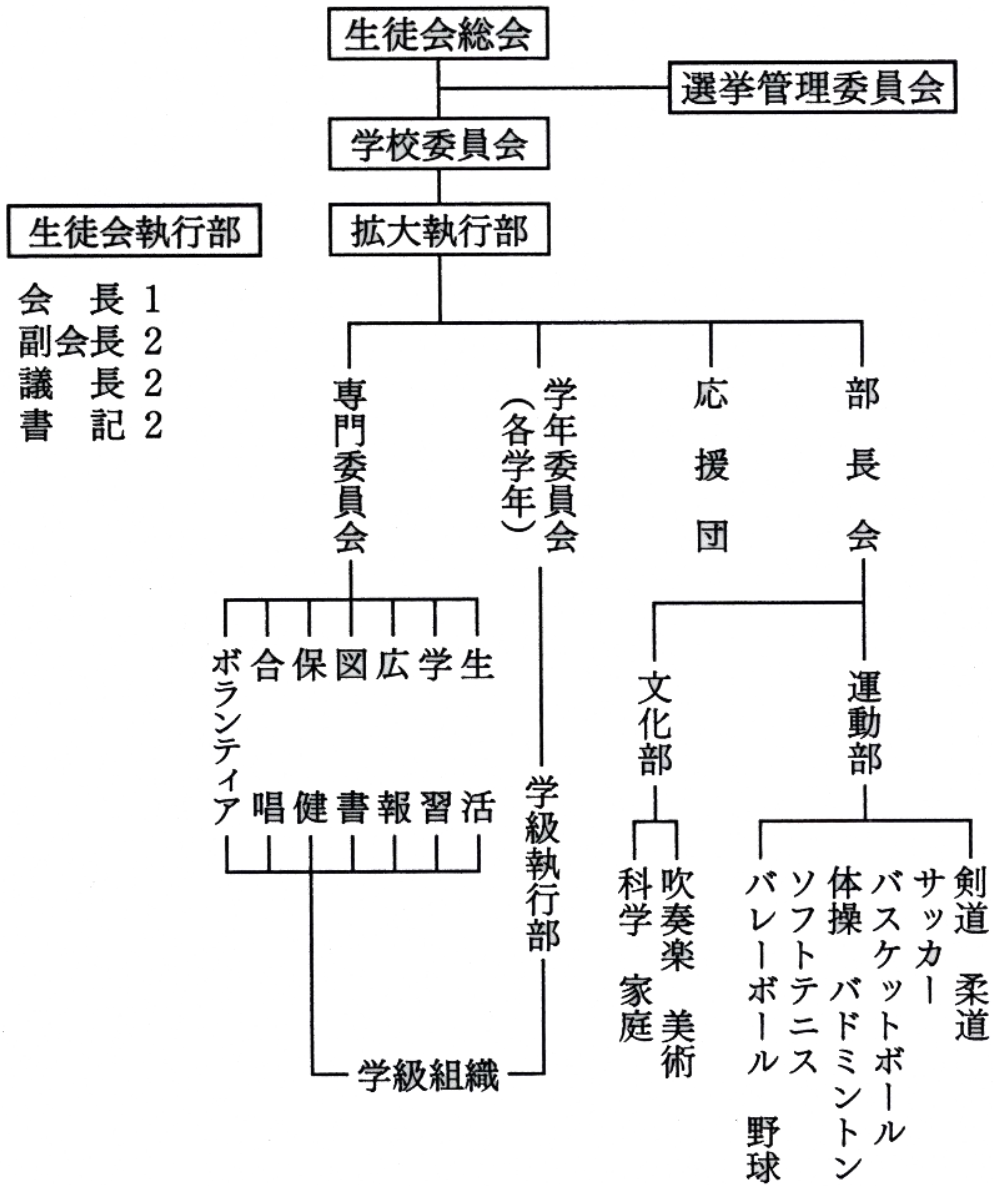 生徒会総会
選挙管理委員会
学校委員会
生徒会執行部
拡大執行部
会 長 1
副会長 2
議 長 2
書 記 2
部長会
応援団
学年委員会
（各学年）
専門委員会
生活
学習
広報
図書
保健
合唱
ボランティア
運動部
文化部
学級執行部
剣道 柔道
サッカー
バスケットボール
体操 バドミントン
ソフトテニス
バレーボール 野球
吹奏楽 美術
科学 家庭
学級組織